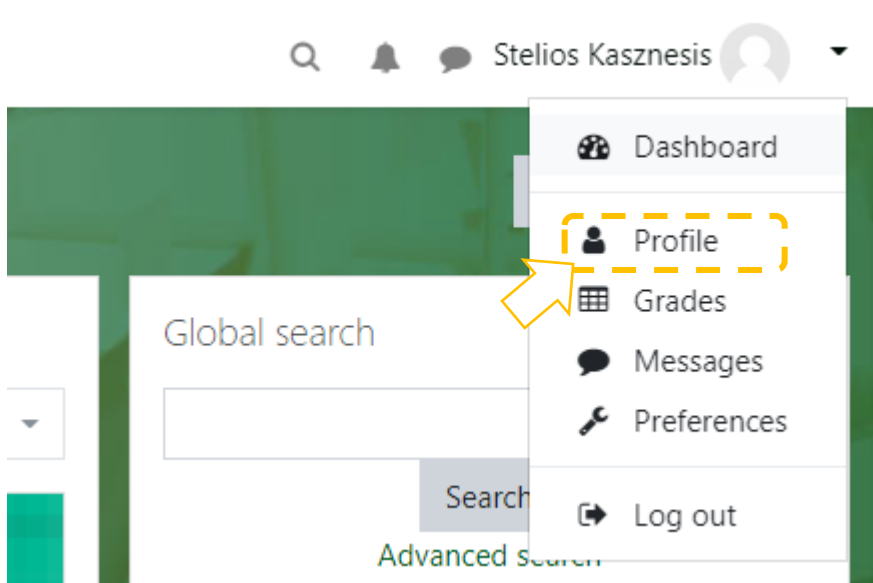 Stelios Kasznesis
Dashboard
Profile
Global search
Grades
Messages
Preferences
Search
Log out
Advanced search